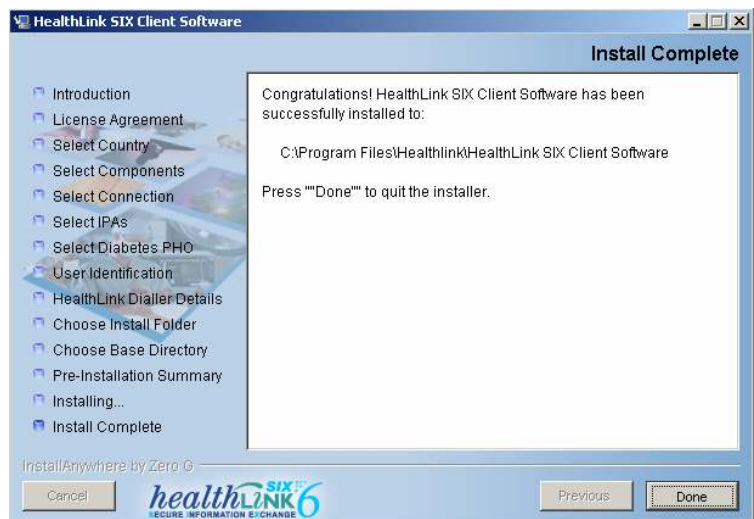 HealthLink SIX Client Software
Install Complete
Introduction
License Agreement
Select Country
Select Components
Select Connection
Select IPAs
Select Diabetes PHO
User Identification
HealthLink Dialler Details
Choose Install Folder
Choose Base Directory
Pre-Installation Summary
Installing...
Install Complete
Congratulations! HealthLink SIX Client Software has been
successfully installed to:
C:\Program Files\Healthlink\HealthLink SIX Client Software
Press ""Done"" to quit the installer.
InstallAnywhere by Zero G
Cancel
healthLINK SIX 6
SECURE INFORMATION EXCHANGE
Previous
Done